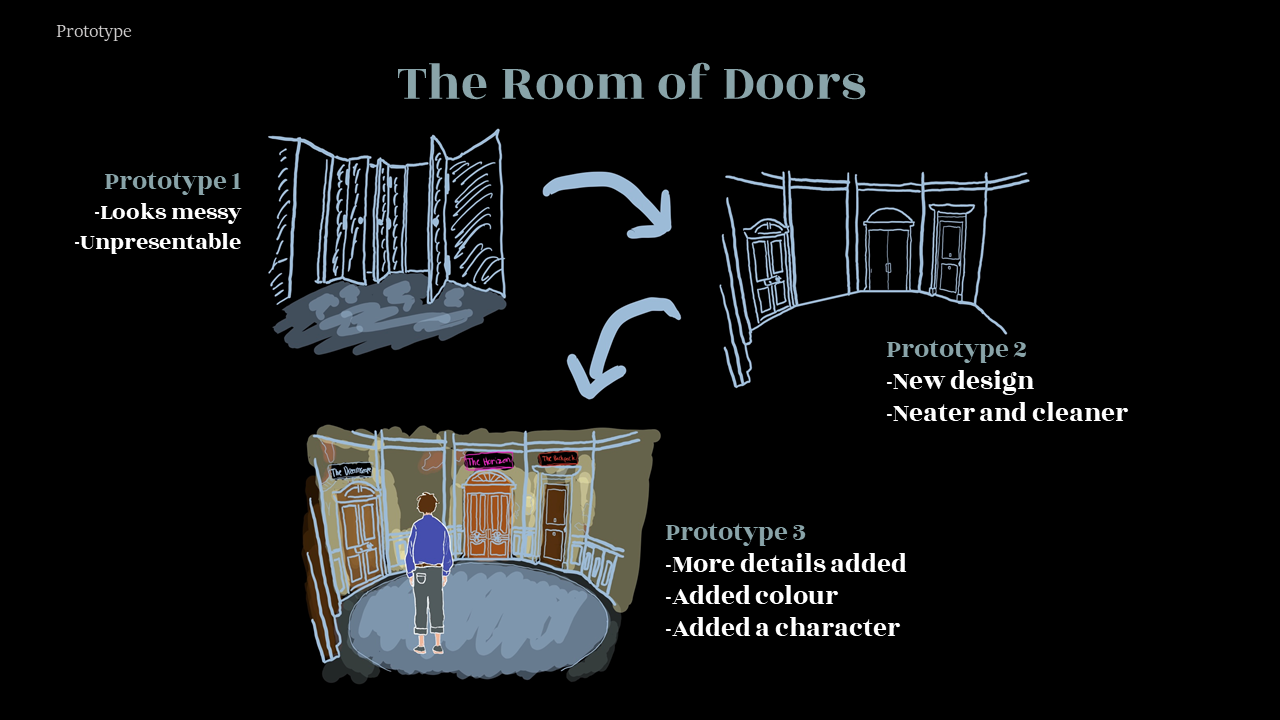 Prototype
The Room of Doors
Prototype 1
-Looks messy
-Unpresentable
Prototype 2
-New design
-Neater and cleaner
The Horizon
The
Prototype 3
-More details added
-Added colour
-Added a character